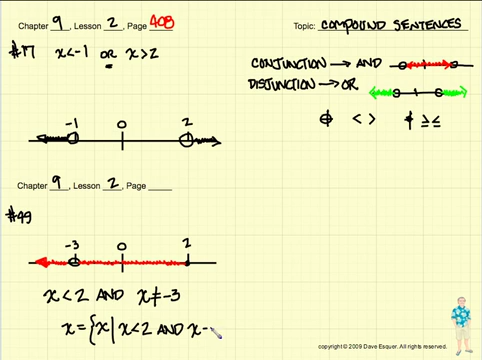 Chapter 9, Lesson 2, Page 408
Topic: COMPOUND SENTENCES
#17 x<-1 OR x>2
CONJUNCTION → AND
DISJUNCTION → OR
< > ≥ ≤
-1 0 2
Chapter 9, Lesson 2, Page
#49
-3 0 2
x<2 AND x≠-3
x={x| x<2 AND x-
copyright © 2009 Dave Esquer. All rights reserved.